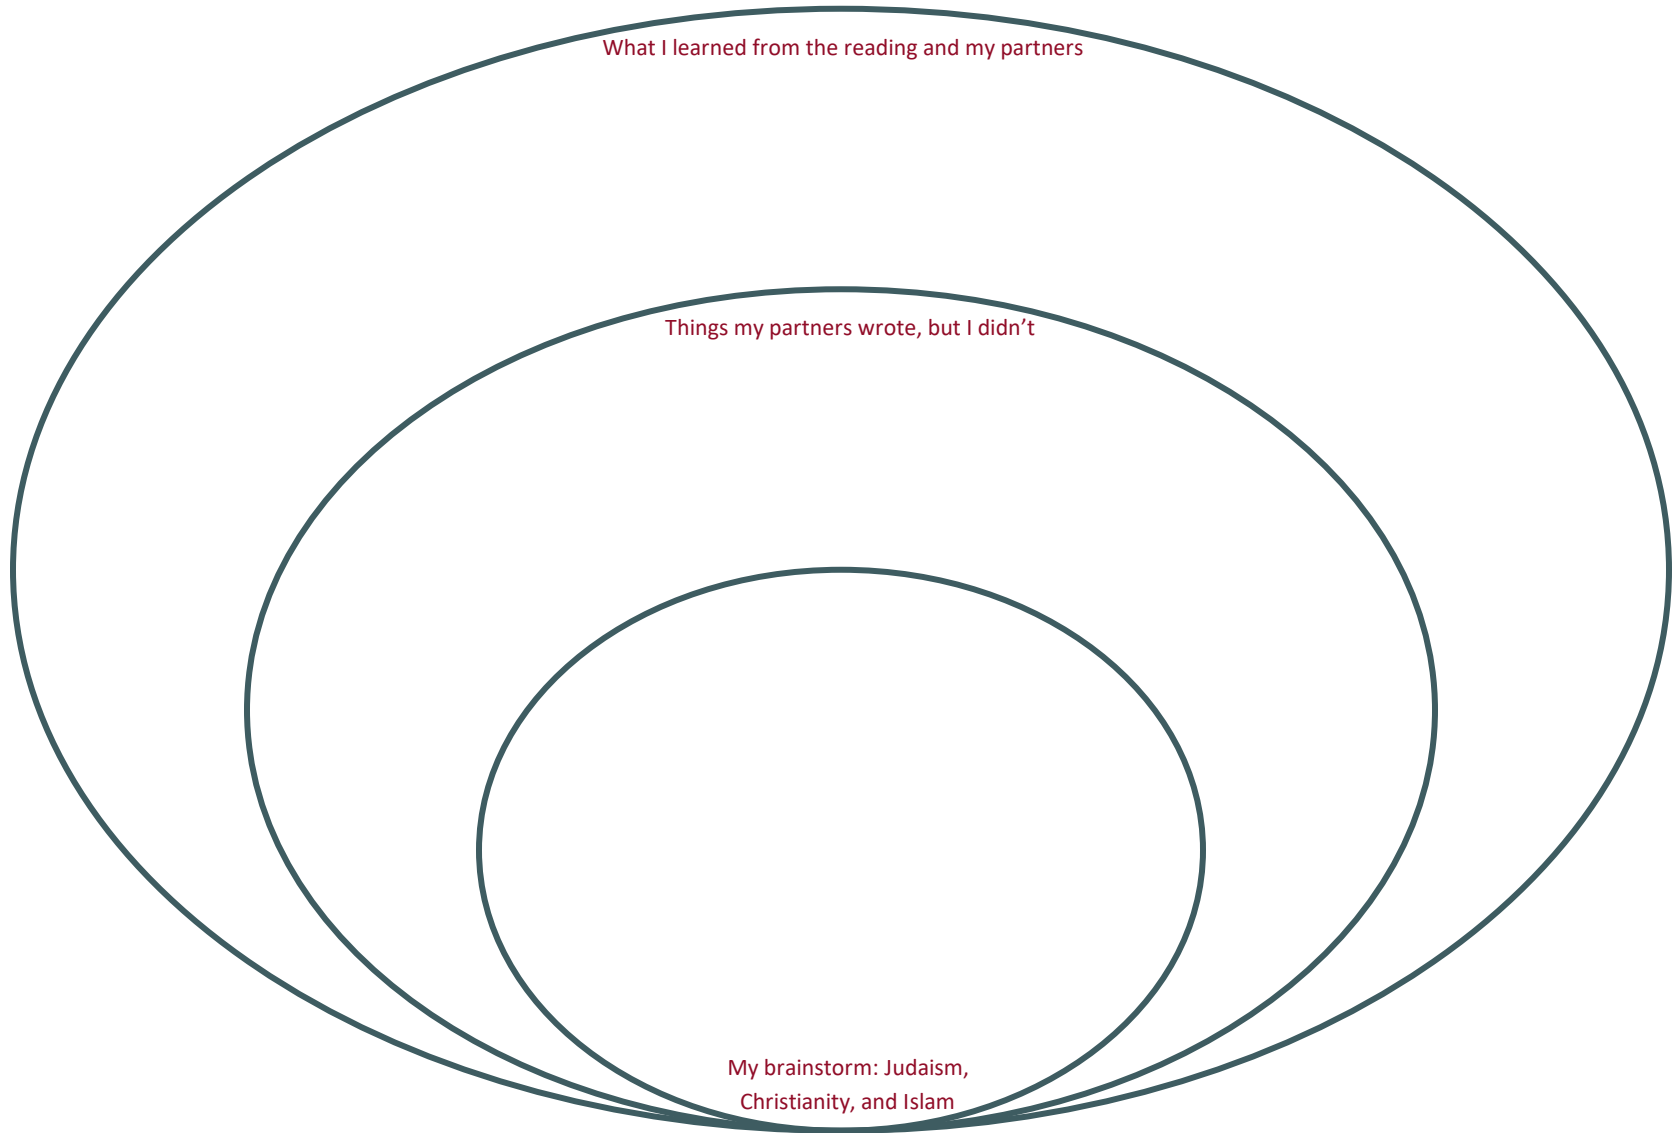 What I learned from the reading and my partners
Things my partners wrote, but I didn’t
My brainstorm: Judaism,
Christianity, and Islam